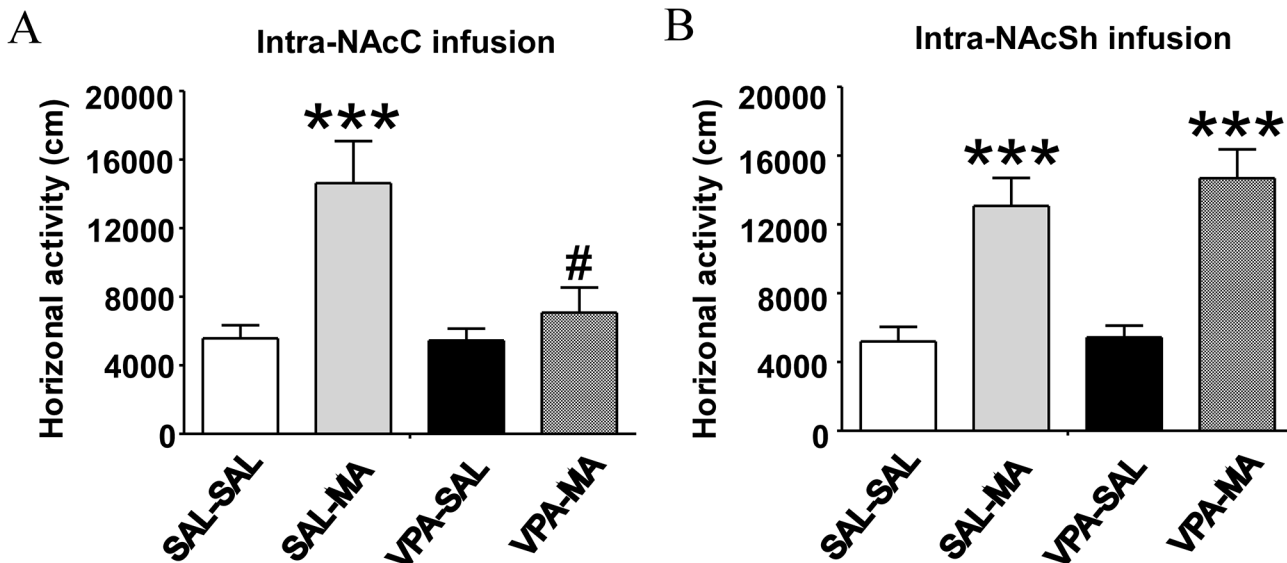 A
Intra-NAcC infusion
Horizonal activity (cm)
20000
16000
12000
8000
4000
0
***
#
SAL-SAL
SAL-MA
VPA-SAL
VPA-MA
B
Intra-NAcSh infusion
Horizonal activity (cm)
20000
16000
12000
8000
4000
0
***
***
SAL-SAL
SAL-MA
VPA-SAL
VPA-MA